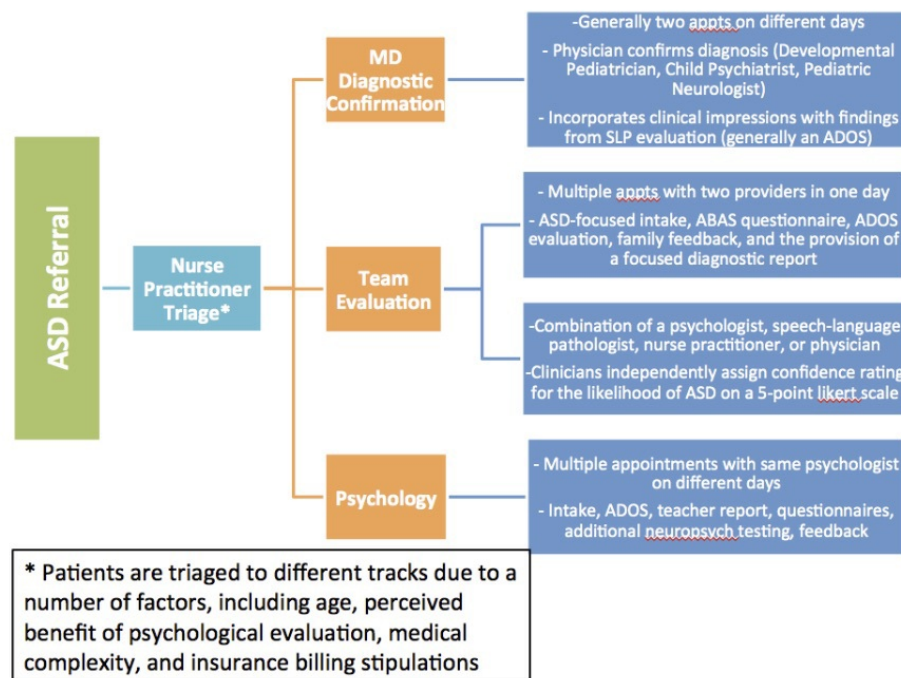 ASD Referral
Nurse
Practitioner
Triage*
MD
Diagnostic
Confirmation
-Generally two appts on different days
- Physician confirms diagnosis (Developmental
Pediatrician, Child Psychiatrist, Pediatric
Neurologist)
- Incorporates clinical impressions with findings
from SLP evaluation (generally an ADOS)
Team
Evaluation
- Multiple appts with two providers in one day
- ASD-focused intake, ABAS questionnaire, ADOS
evaluation, family feedback, and the provision of
a focused diagnostic report
-Combination of a psychologist, speech-language
pathologist, nurse practitioner, or physician
-Clinicians independently assign confidence rating
for the likelihood of ASD on a 5-point likert scale
Psychology
- Multiple appointments with same psychologist
on different days
- Intake, ADOS, teacher report, questionnaires,
additional neuropsych testing, feedback
* Patients are triaged to different tracks due to a
number of factors, including age, perceived
benefit of psychological evaluation, medical
complexity, and insurance billing stipulations